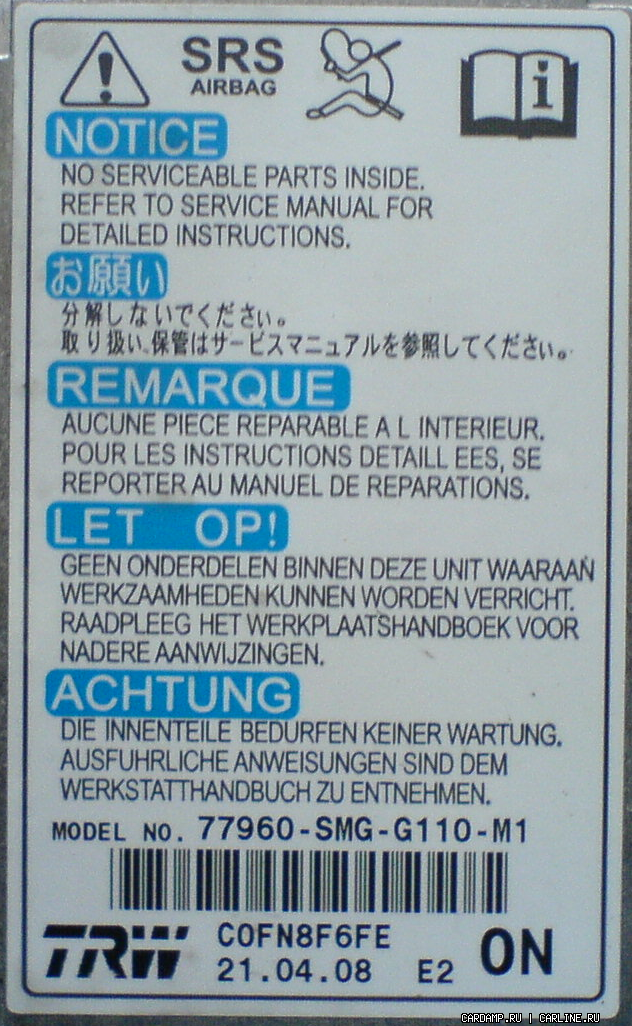 SRS
AIRBAG
NOTICE
NO SERVICEABLE PARTS INSIDE.
REFER TO SERVICE MANUAL FOR
DETAILED INSTRUCTIONS.
お願い
分解しないでください。
取り扱い、保管はサービスマニュアルを参照してください。
REMARQUE
AUCUNE PIECE REPARABLE A L INTERIEUR.
POUR LES INSTRUCTIONS DETAILL EES, SE
REPORTER AU MANUEL DE REPARATIONS.
LET OP!
GEEN ONDERDELEN BINNEN DEZE UNIT WAARAAN
WERKZAAMHEDEN KUNNEN WORDEN VERRICHT.
RAADPLEEG HET WERKPLAATSHANDBOEK VOOR
NADERE AANWIJZINGEN.
ACHTUNG
DIE INNENTEILE BEDURFEN KEINER WARTUNG.
AUSFUHRLICHE ANWEISUNGEN SIND DEM
WERKSTATTHANDBUCH ZU ENTNEHMEN.
MODEL NO. 77960-SMG-G110-M1
TRW C0FN8F6FE
21.04.08 E2 0N
CARDAMP.RU | CARLINE.RU